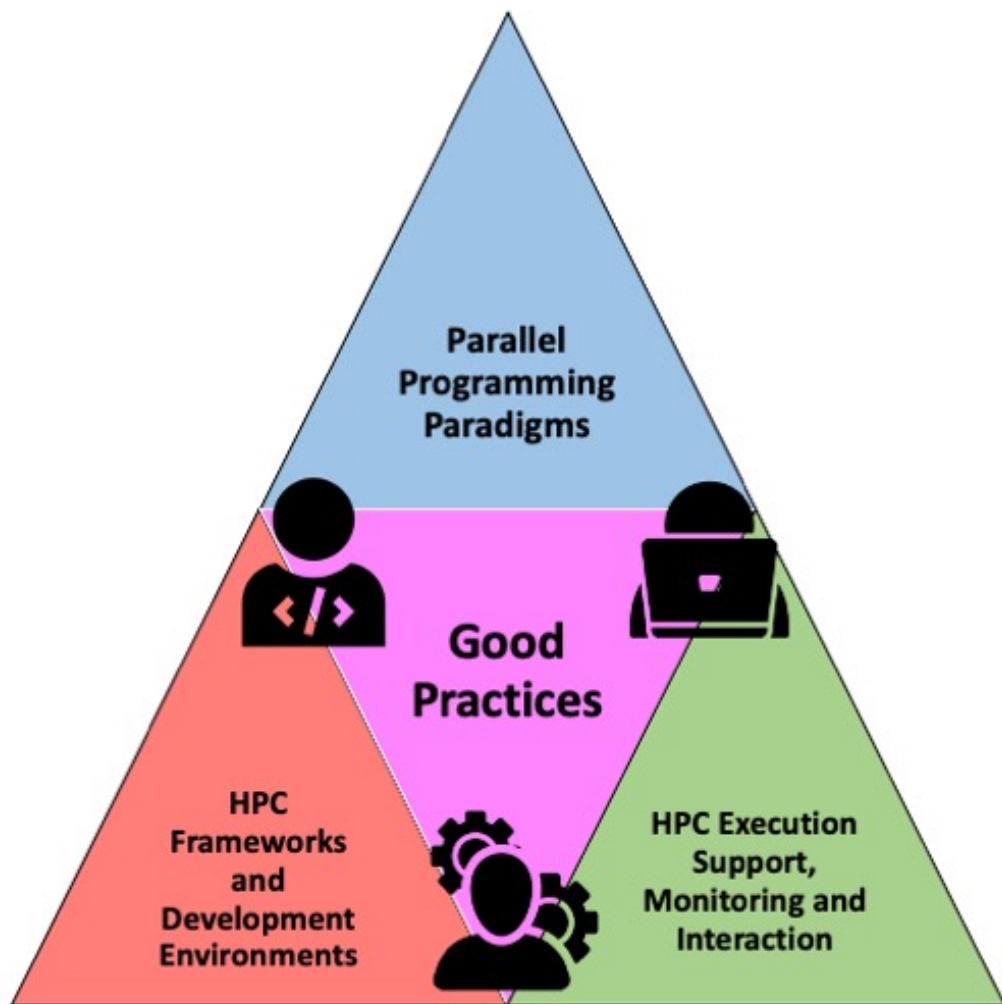 Parallel
Programming
Paradigms
Good
Practices
HPC
Frameworks
and
Development
Environments
HPC Execution
Support,
Monitoring and
Interaction